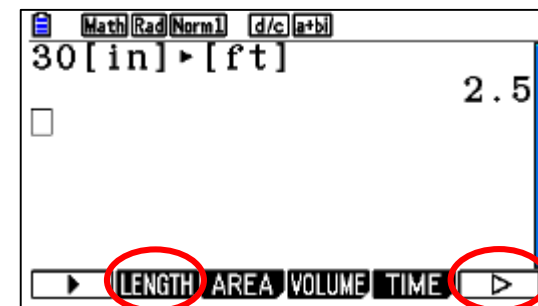 Math Rad Norm1 d/c a+bi
30[in]▶[ft]
2.5
▶ LENGTH AREA VOLUME TIME ▷